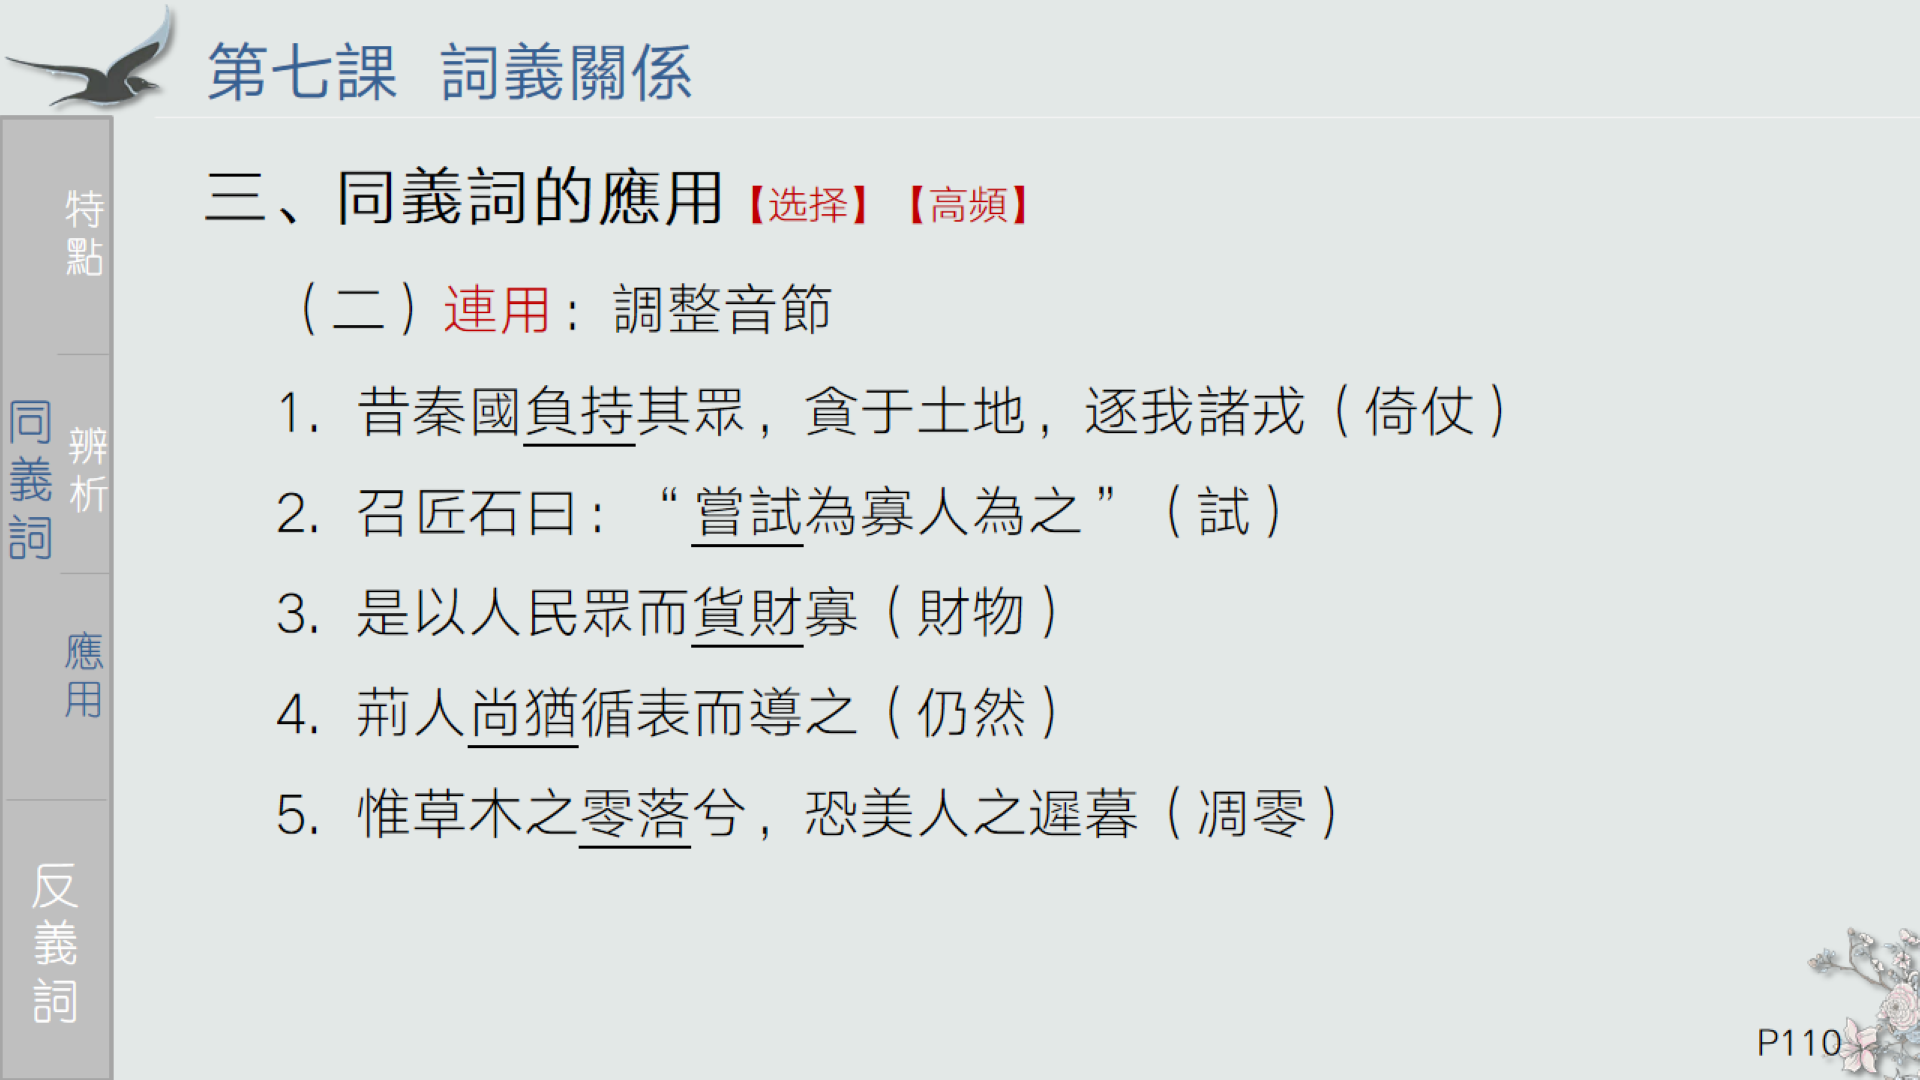 第七課 詞義關係
特點
辨析
同義詞
應用
反義詞
三、同義詞的應用【选择】【高頻】
（二）連用：調整音節
1. 昔秦國負持其眾，貪于土地，逐我諸戎（倚仗）
2. 召匠石曰：“嘗試為寡人為之”（試）
3. 是以人民眾而貨財寡（財物）
4. 荊人尚猶循表而導之（仍然）
5. 惟草木之零落兮，恐美人之遲暮（凋零）
P110